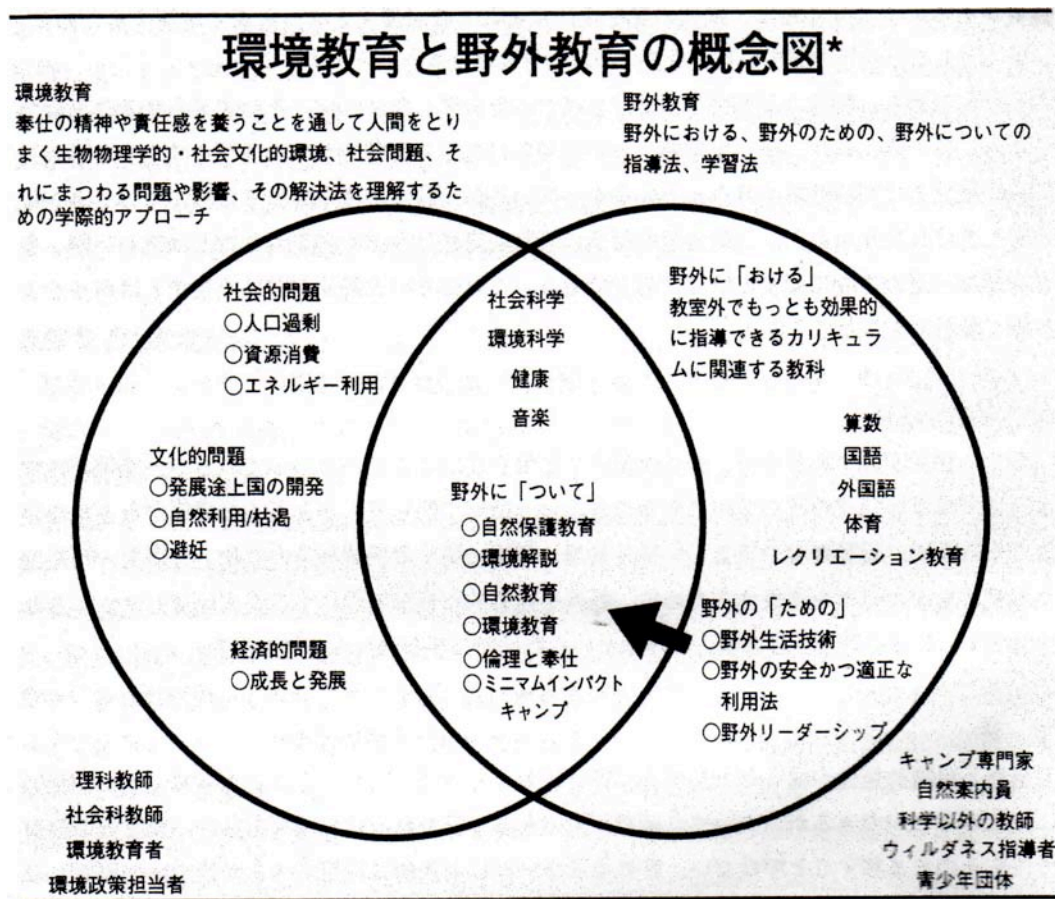 環境教育と野外教育の概念図*
環境教育
奉仕の精神や責任感を養うことを通して人間をとり
まく生物物理学的・社会文化的環境、社会問題、そ
れにまつわる問題や影響、その解決法を理解するた
めの学際的アプローチ
野外教育
野外における、野外のための、野外についての
指導法、学習法
社会的問題
○人口過剰
○資源消費
○エネルギー利用
文化的問題
○発展途上国の開発
○自然利用/枯渇
○避妊
経済的問題
○成長と発展
社会科学
環境科学
健康
音楽
野外に「ついて」
○自然保護教育
○環境解説
○自然教育
○環境教育
○倫理と奉仕
○ミニマムインパクト
キャンプ
野外に「おける」
教室外でもっとも効果的
に指導できるカリキュラ
ムに関連する教科
算数
国語
外国語
体育
レクリエーション教育
野外の「ための」
○野外生活技術
○野外の安全かつ適正な
利用法
○野外リーダーシップ
理科教師
社会科教師
環境教育者
環境政策担当者
キャンプ専門家
自然案内員
科学以外の教師
ウィルダネス指導者
青少年団体